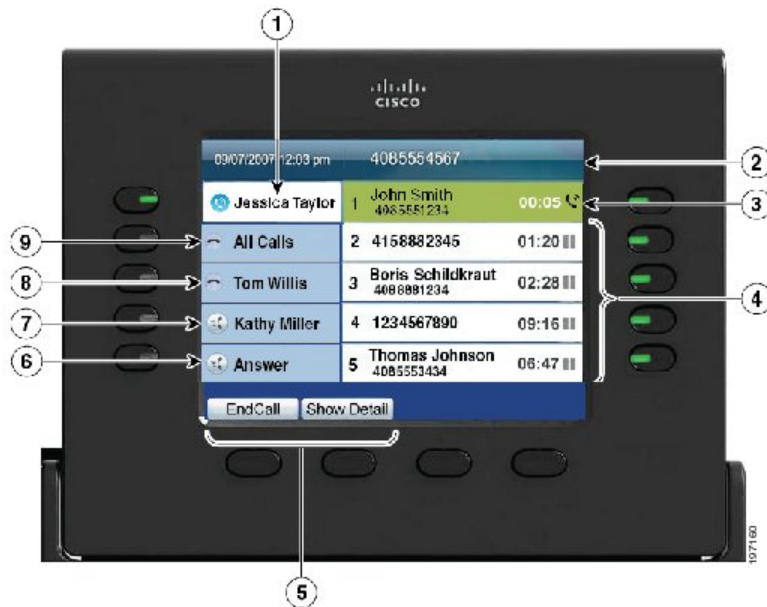 1
CISCO
09/07/2007 12:03 pm 4085554567
2
Jessica Taylor
1 John Smith 00:05
4085551234
3
9
All Calls
2 4158882345 01:20
8
Tom Willis
3 Boris Schildkraut 02:28
4088881234
4
7
Kathy Miller
4 1234567890 09:16
6
Answer
5 Thomas Johnson 06:47
4085553434
EndCall Show Detail
5
197160